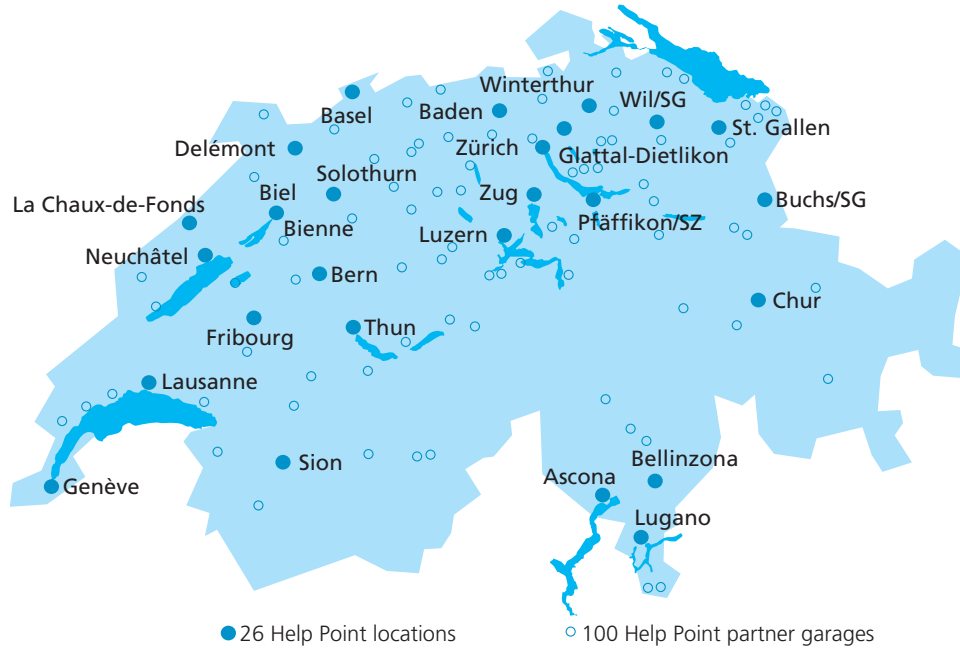 Winterthur
Basel
Baden
Wil/SG
St. Gallen
Delémont
Zürich
Glattal-Dietlikon
Solothurn
La Chaux-de-Fonds
Biel
Bienne
Zug
Pfäffikon/SZ
Buchs/SG
Neuchâtel
Luzern
Bern
Chur
Fribourg
Thun
Lausanne
Genève
Sion
Bellinzona
Ascona
Lugano
26 Help Point locations
100 Help Point partner garages